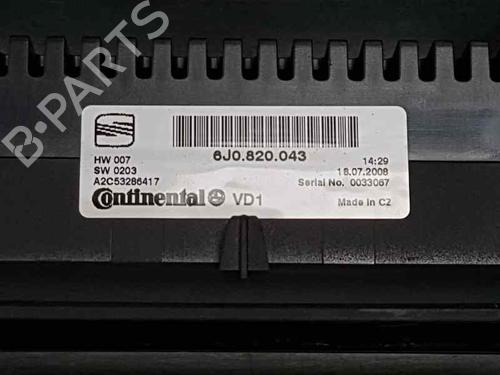 B-PARTS
6J0.820.043
HW 007
SW 0203
A2C53286417
14:29
18.07.2008
Serial No. 0033067
Continental VD1
Made in CZ